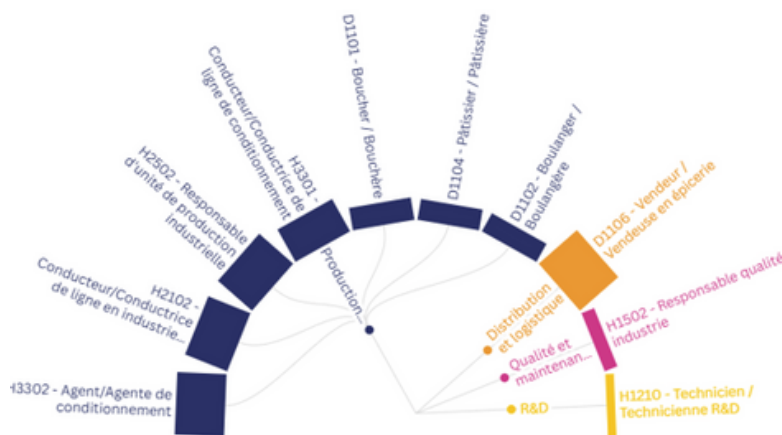 H3302 - Agent/Agente de
conditionnement
H2102 -
Conducteur/Conductrice
de ligne en industrie...
H2502 - Responsable
d'unité de production
industrielle
H3301 -
Conducteur/Conductrice de
ligne de conditionnement
D1101 - Boucher / Bouchère
D1104 - Pâtissier / Pâtissière
D1102 - Boulanger /
Boulangère
D1106 - Vendeur /
Vendeuse en épicerie
H1502 - Responsable qualité
industrie
H1210 - Technicien /
Technicienne R&D
Production...
Distribution
et logistique
Qualité et
maintenan...
R&D